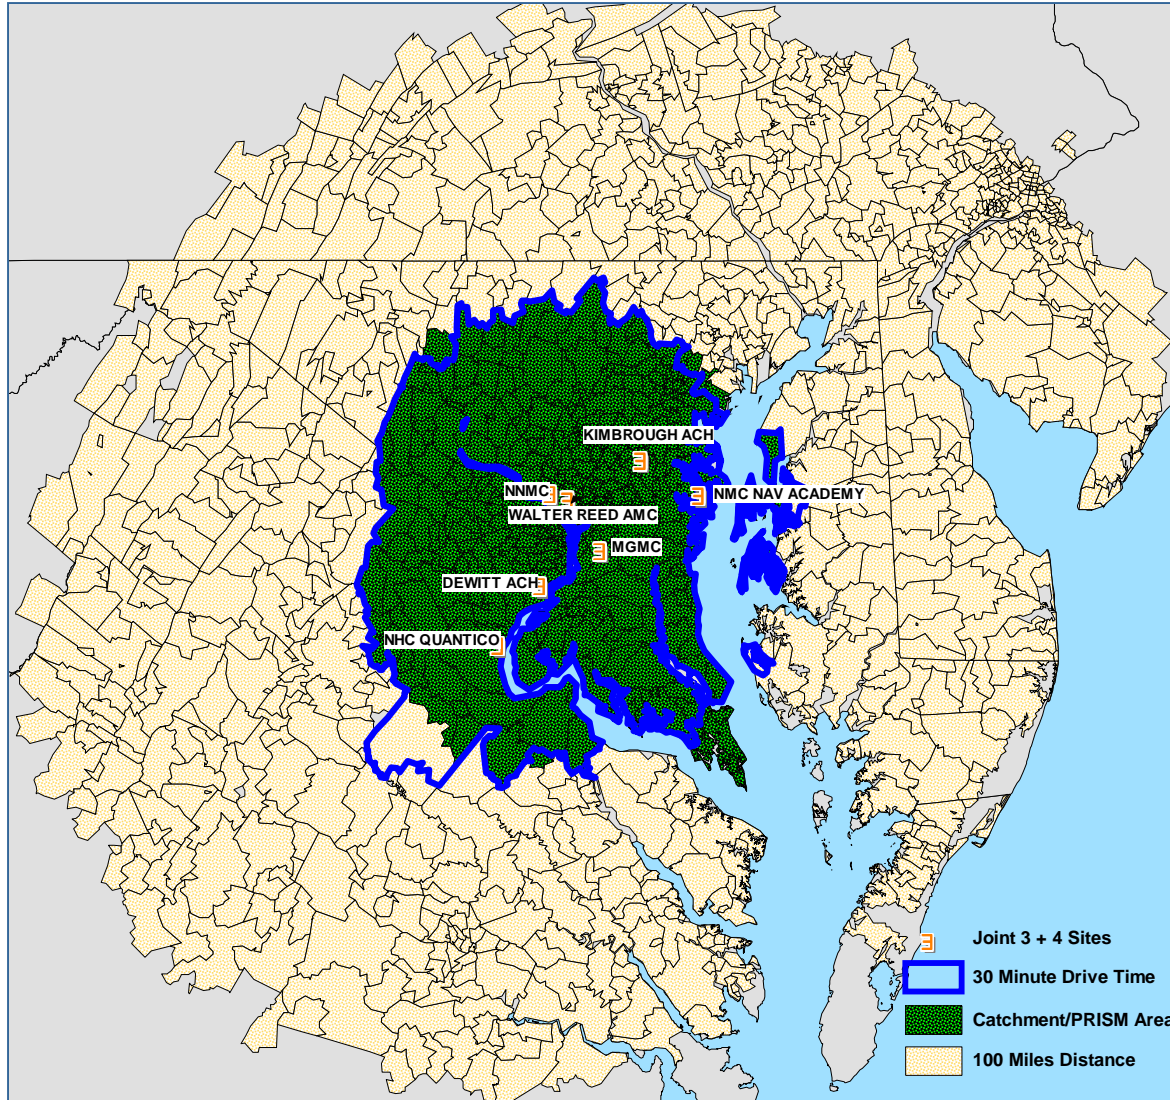 KIMBROUGH ACH
NNMC
NMC NAV ACADEMY
WALTER REED AMC
MGMC
DEWITT ACH
NHC QUANTICO
Joint 3 + 4 Sites
30 Minute Drive Time
Catchment/PRISM Area
100 Miles Distance